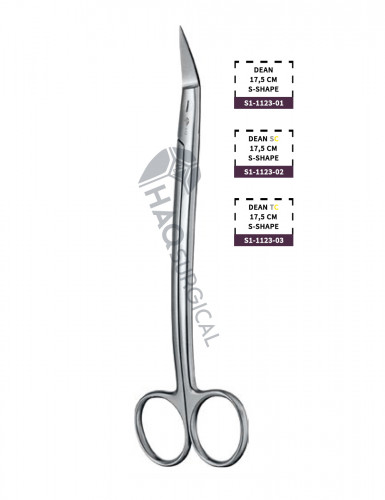 DEAN
17,5 CM
S-SHAPE
S1-1123-01
DEAN SC
17,5 CM
S-SHAPE
S1-1123-02
DEAN TC
17,5 CM
S-SHAPE
S1-1123-03
HAQ SURGICAL